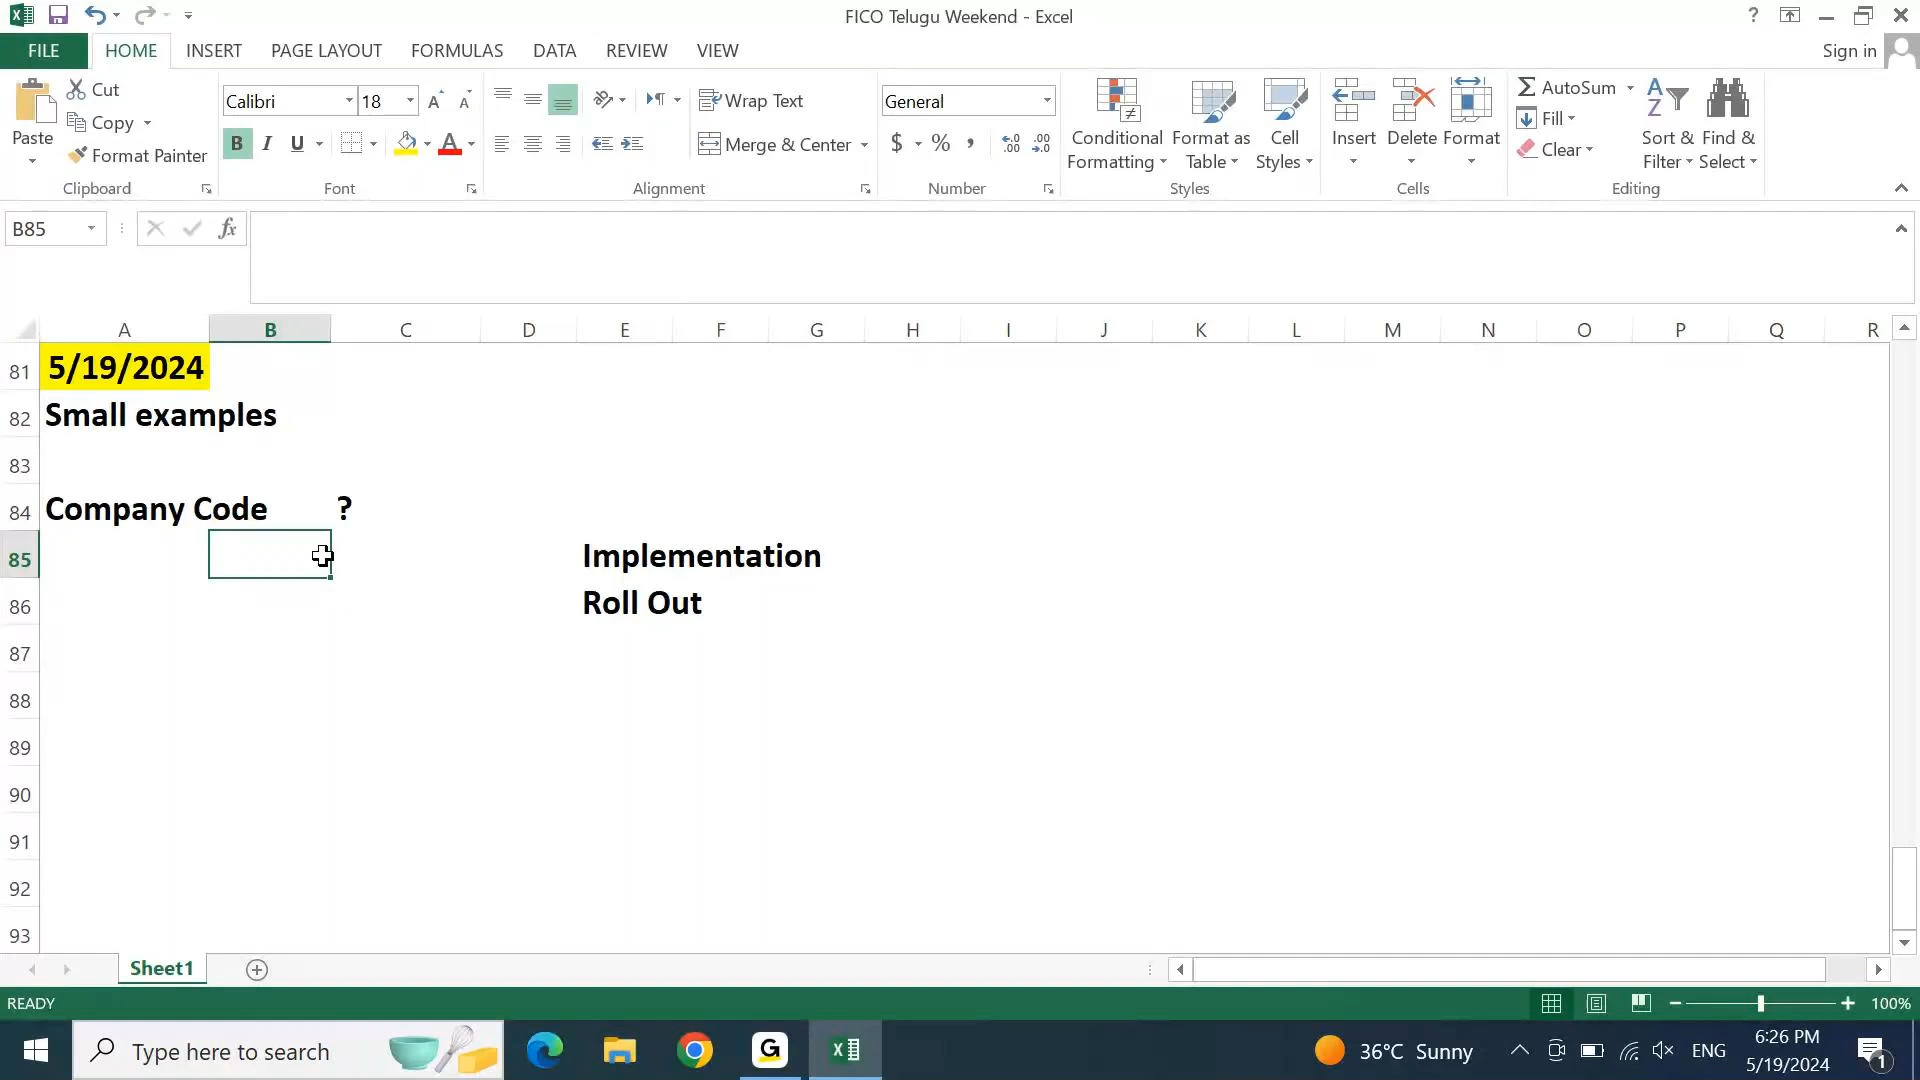 FICO Telugu Weekend - Excel
?
FILE HOME INSERT PAGE LAYOUT FORMULAS DATA REVIEW VIEW
Sign in
Paste
Cut
Copy
Format Painter
Clipboard
Calibri 18
B I U
Font
Wrap Text
Merge & Center
Alignment
General
$ % ,
Number
Conditional Formatting
Format as Table
Cell Styles
Styles
Insert Delete Format
Cells
AutoSum
Fill
Clear
Sort & Filter
Find & Select
Editing
B85 fx
A B C D E F G H I J K L M N O P Q R
81 5/19/2024
82 Small examples
83
84 Company Code ?
85 Implementation
86 Roll Out
87
88
89
90
91
92
93
Sheet1
READY
100%
Type here to search
36°C Sunny
ENG
6:26 PM
5/19/2024
1